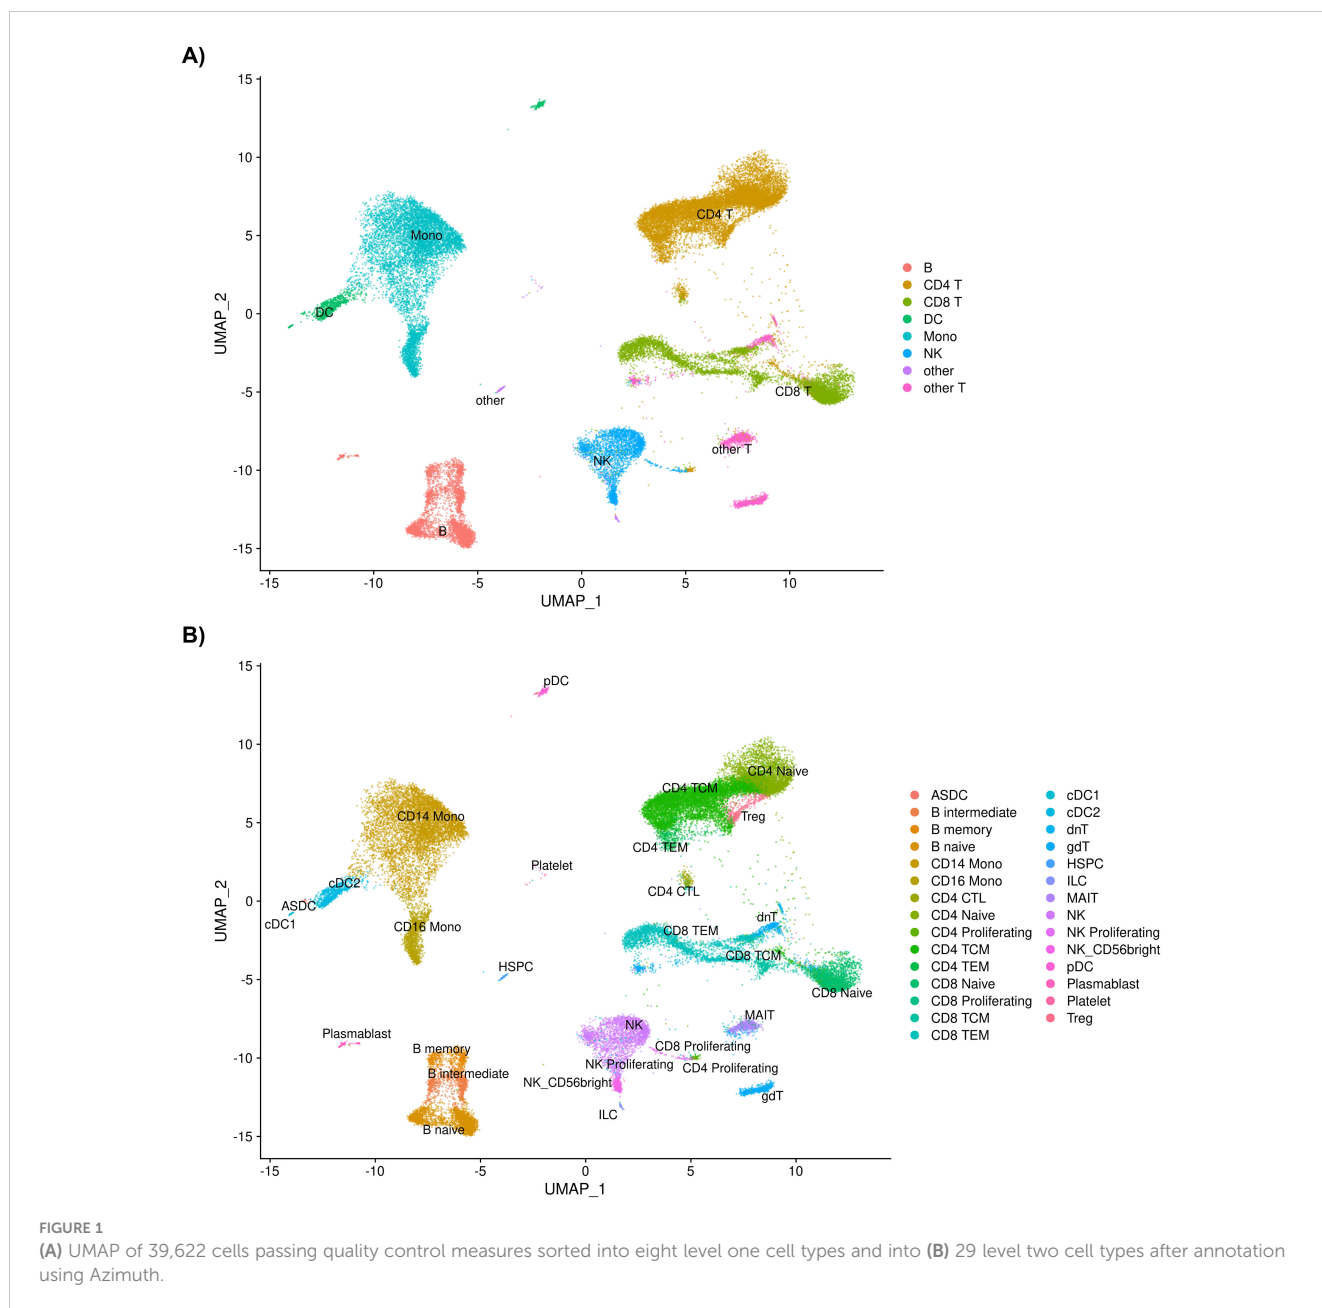 A)
15
10
5
0
-5
-10
-15
UMAP_2
CD4 T
Mono
DC
other
CD8 T
other T
NK
B
-15
-10
-5
0
5
10
UMAP_1
B
CD4 T
CD8 T
DC
Mono
NK
other
other T
B)
15
10
5
0
-5
-10
-15
UMAP_2
pDC
CD4 Naive
CD4 TCM
CD14 Mono
Treg
CD4 TEM
Platelet
cDC2
CD4 CTL
ASDC
cDC1
dnT
CD16 Mono
CD8 TEM
CD8 TCM
HSPC
CD8 Naive
MAIT
NK
Plasmablast
CD8 Proliferating
B memory
NK Proliferating
CD4 Proliferating
B intermediate
NK_CD56bright
gdT
ILC
B naive
-15
-10
-5
0
5
10
UMAP_1
ASDC
B intermediate
B memory
B naive
CD14 Mono
CD16 Mono
CD4 CTL
CD4 Naive
CD4 Proliferating
CD4 TCM
CD4 TEM
CD8 Naive
CD8 Proliferating
CD8 TCM
CD8 TEM
cDC1
cDC2
dnT
gdT
HSPC
ILC
MAIT
NK
NK Proliferating
NK_CD56bright
pDC
Plasmablast
Platelet
Treg
FIGURE 1
(A) UMAP of 39,622 cells passing quality control measures sorted into eight level one cell types and into (B) 29 level two cell types after annotation
using Azimuth.